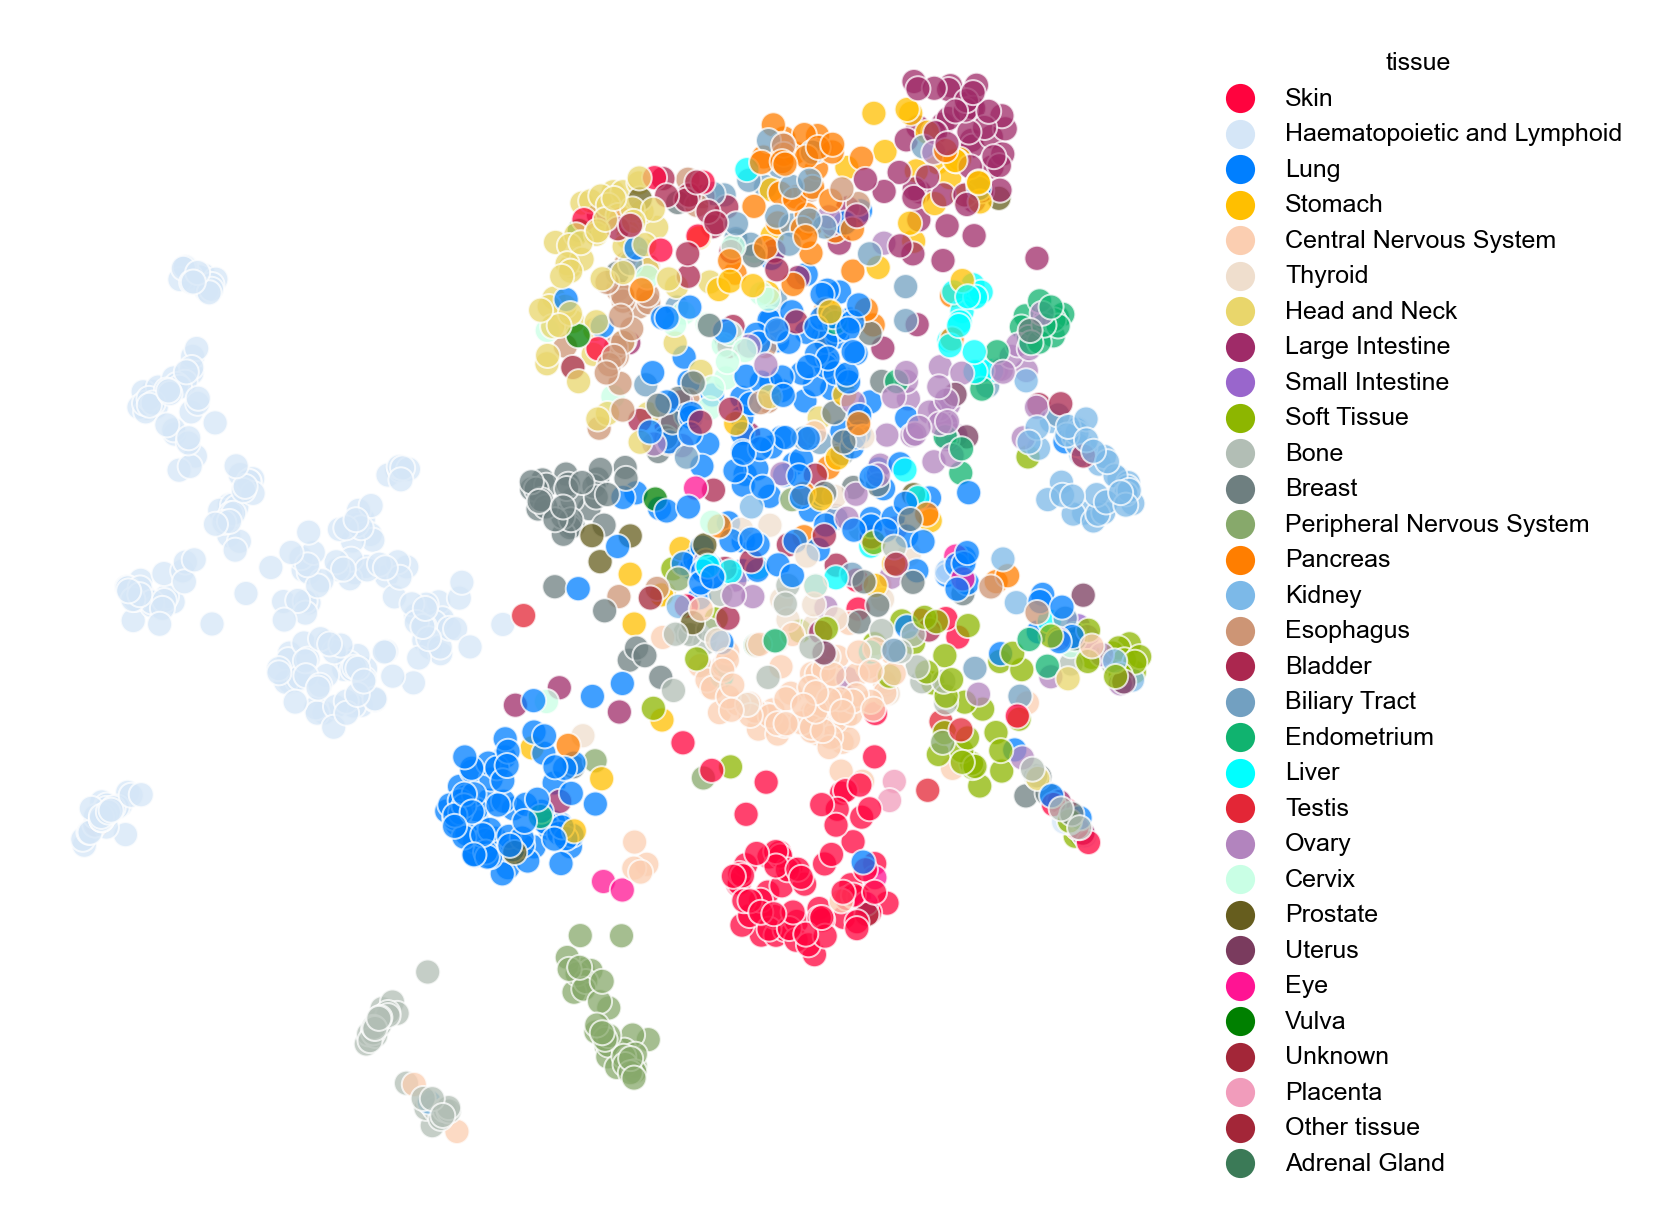 tissue
Skin
Haematopoietic and Lymphoid
Lung
Stomach
Central Nervous System
Thyroid
Head and Neck
Large Intestine
Small Intestine
Soft Tissue
Bone
Breast
Peripheral Nervous System
Pancreas
Kidney
Esophagus
Bladder
Biliary Tract
Endometrium
Liver
Testis
Ovary
Cervix
Prostate
Uterus
Eye
Vulva
Unknown
Placenta
Other tissue
Adrenal Gland